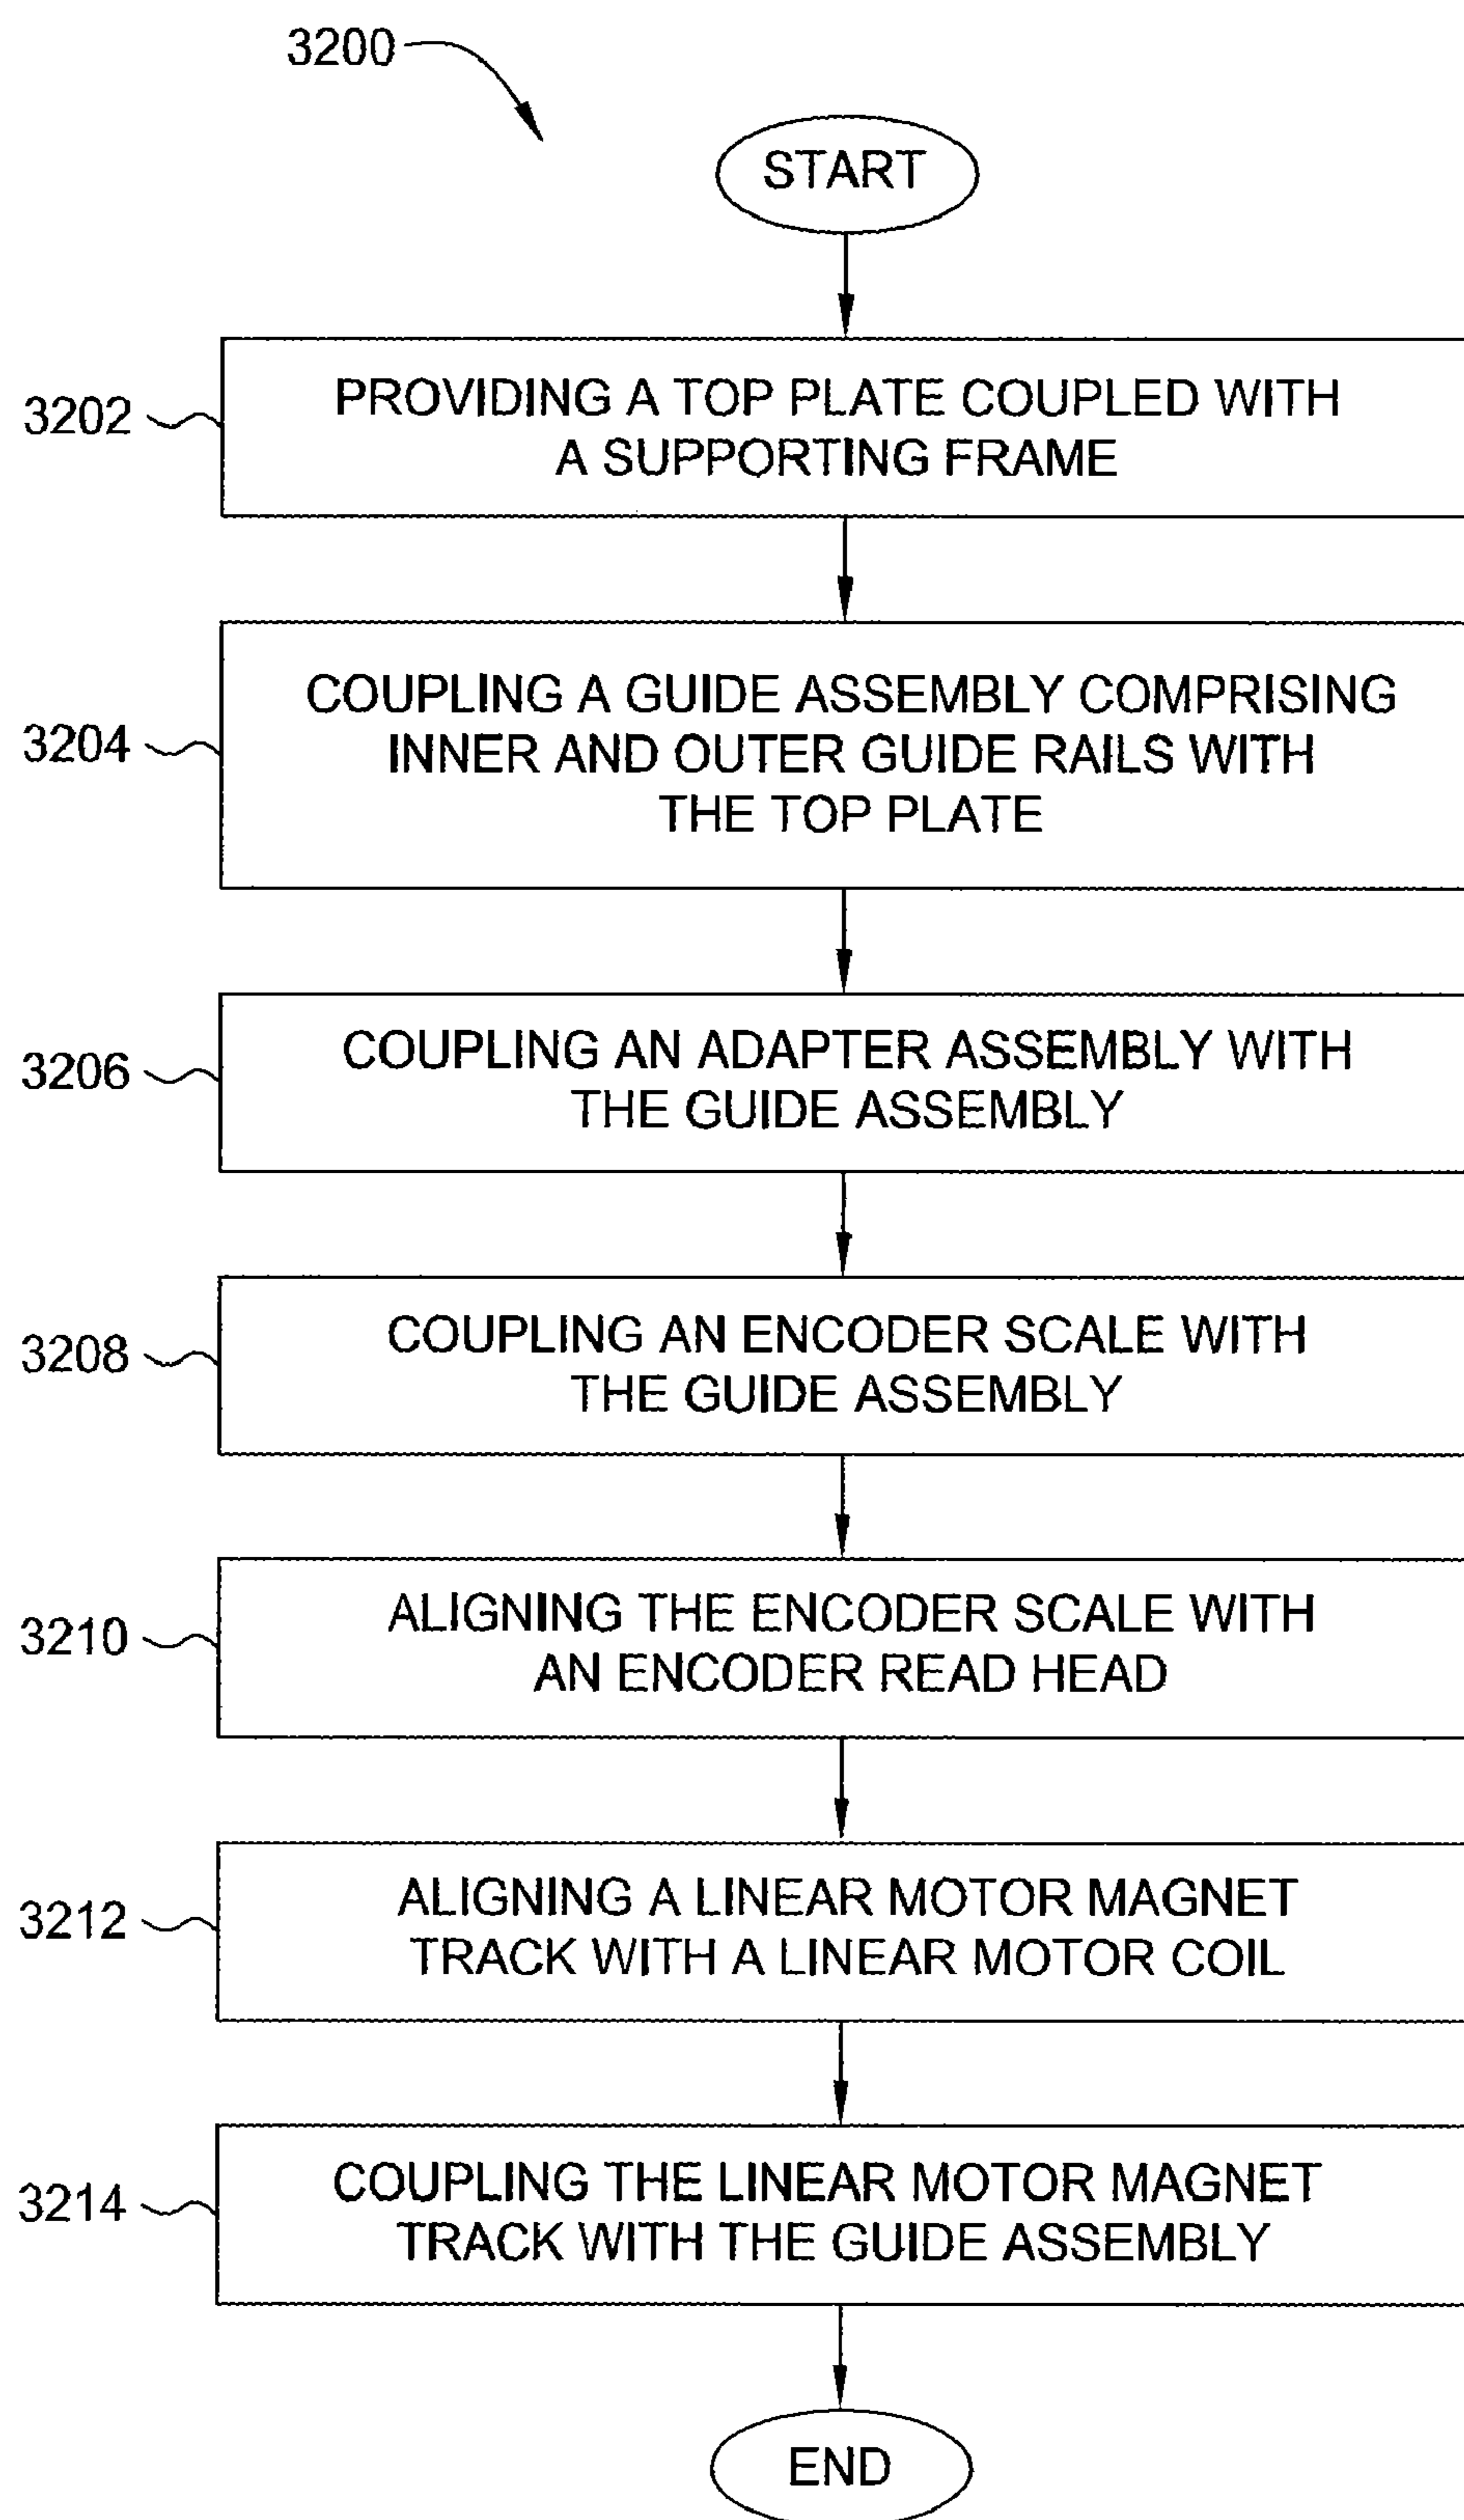 3200
START
3202
PROVIDING A TOP PLATE COUPLED WITH
A SUPPORTING FRAME
3204
COUPLING A GUIDE ASSEMBLY COMPRISING
INNER AND OUTER GUIDE RAILS WITH
THE TOP PLATE
3206
COUPLING AN ADAPTER ASSEMBLY WITH
THE GUIDE ASSEMBLY
3208
COUPLING AN ENCODER SCALE WITH
THE GUIDE ASSEMBLY
3210
ALIGNING THE ENCODER SCALE WITH
AN ENCODER READ HEAD
3212
ALIGNING A LINEAR MOTOR MAGNET
TRACK WITH A LINEAR MOTOR COIL
3214
COUPLING THE LINEAR MOTOR MAGNET
TRACK WITH THE GUIDE ASSEMBLY
END